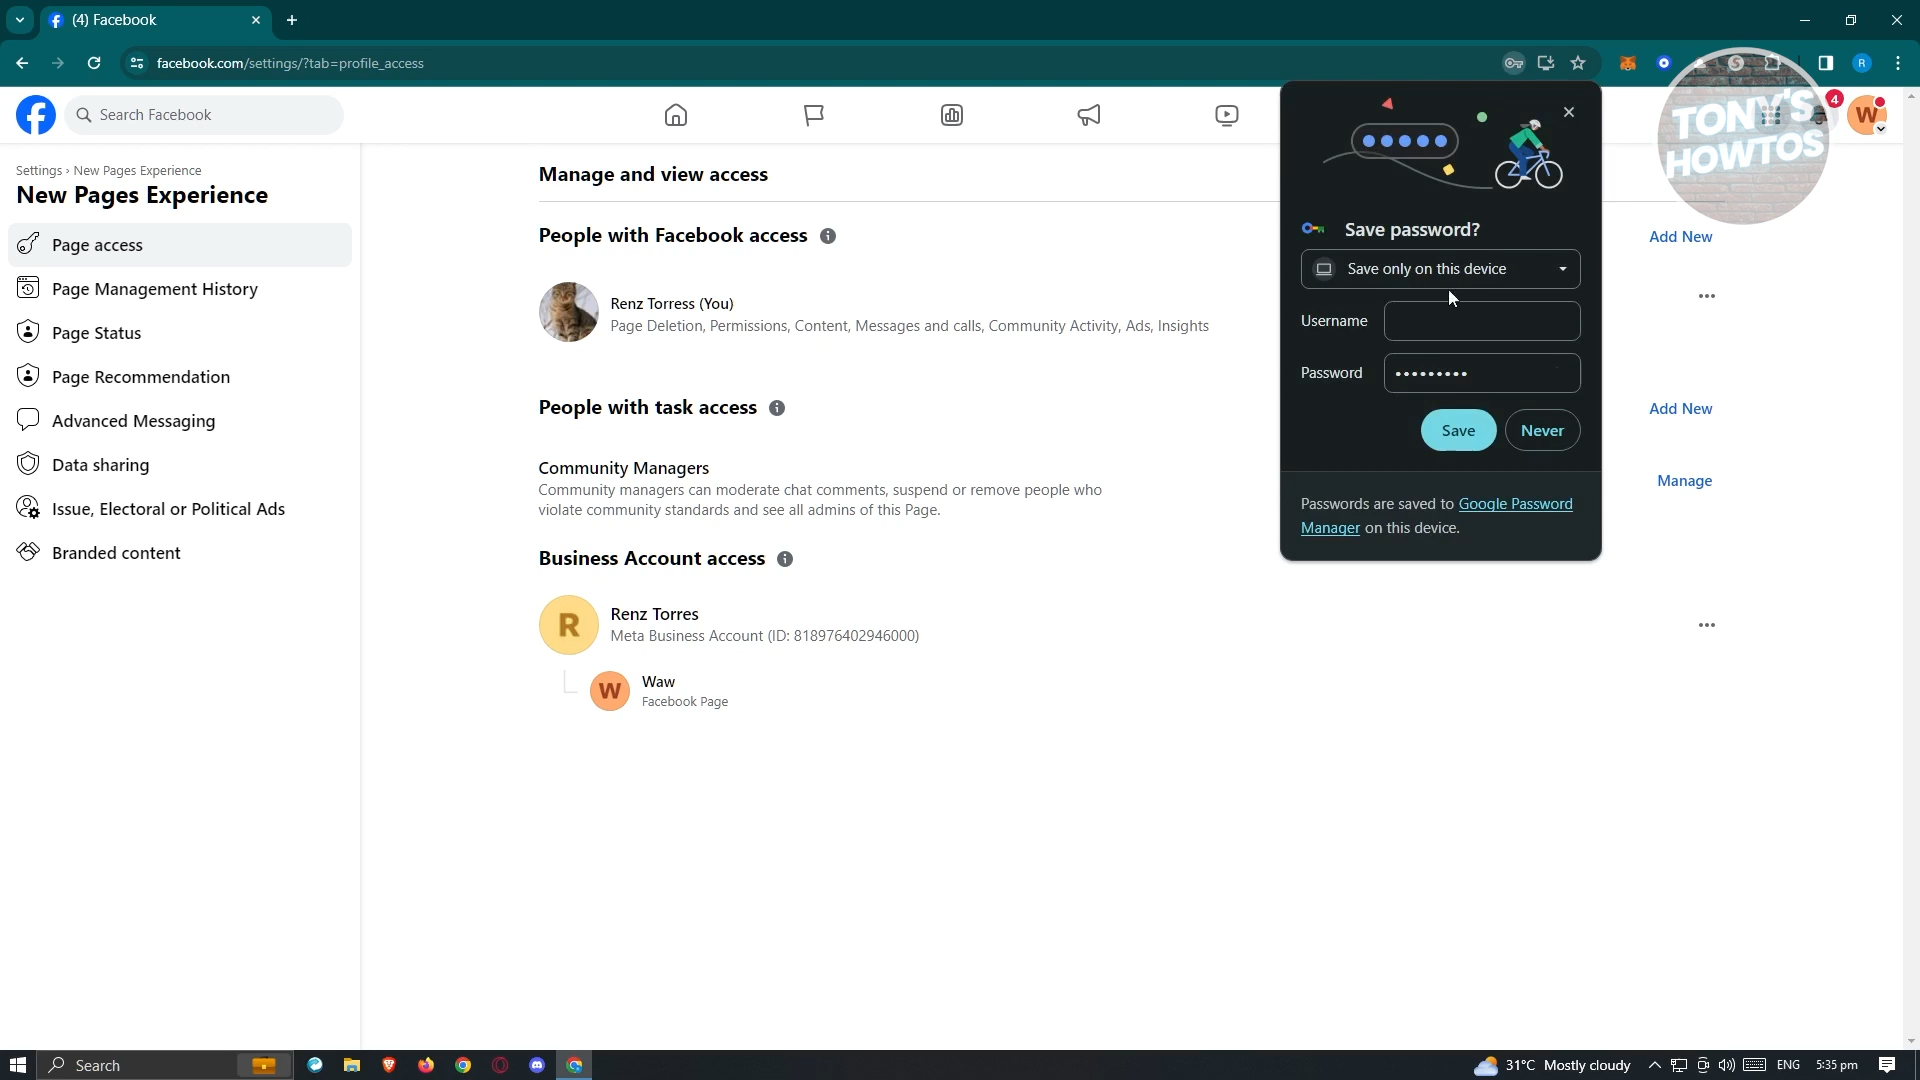 (4) Facebook
facebook.com/settings/?tab=profile_access
R
Search Facebook
4
W
TONY'S
HOWTOS
Settings › New Pages Experience
New Pages Experience
Page access
Page Management History
Page Status
Page Recommendation
Advanced Messaging
Data sharing
Issue, Electoral or Political Ads
Branded content
Manage and view access
People with Facebook access
Add New
Renz Torress (You)
Page Deletion, Permissions, Content, Messages and calls, Community Activity, Ads, Insights
People with task access
Add New
Community Managers
Community managers can moderate chat comments, suspend or remove people who
violate community standards and see all admins of this Page.
Manage
Business Account access
R
Renz Torres
Meta Business Account (ID: 818976402946000)
W
Waw
Facebook Page
Save password?
Save only on this device
Username
Password
Save
Never
Passwords are saved to Google Password
Manager on this device.
Search
31°C Mostly cloudy
ENG
5:35 pm